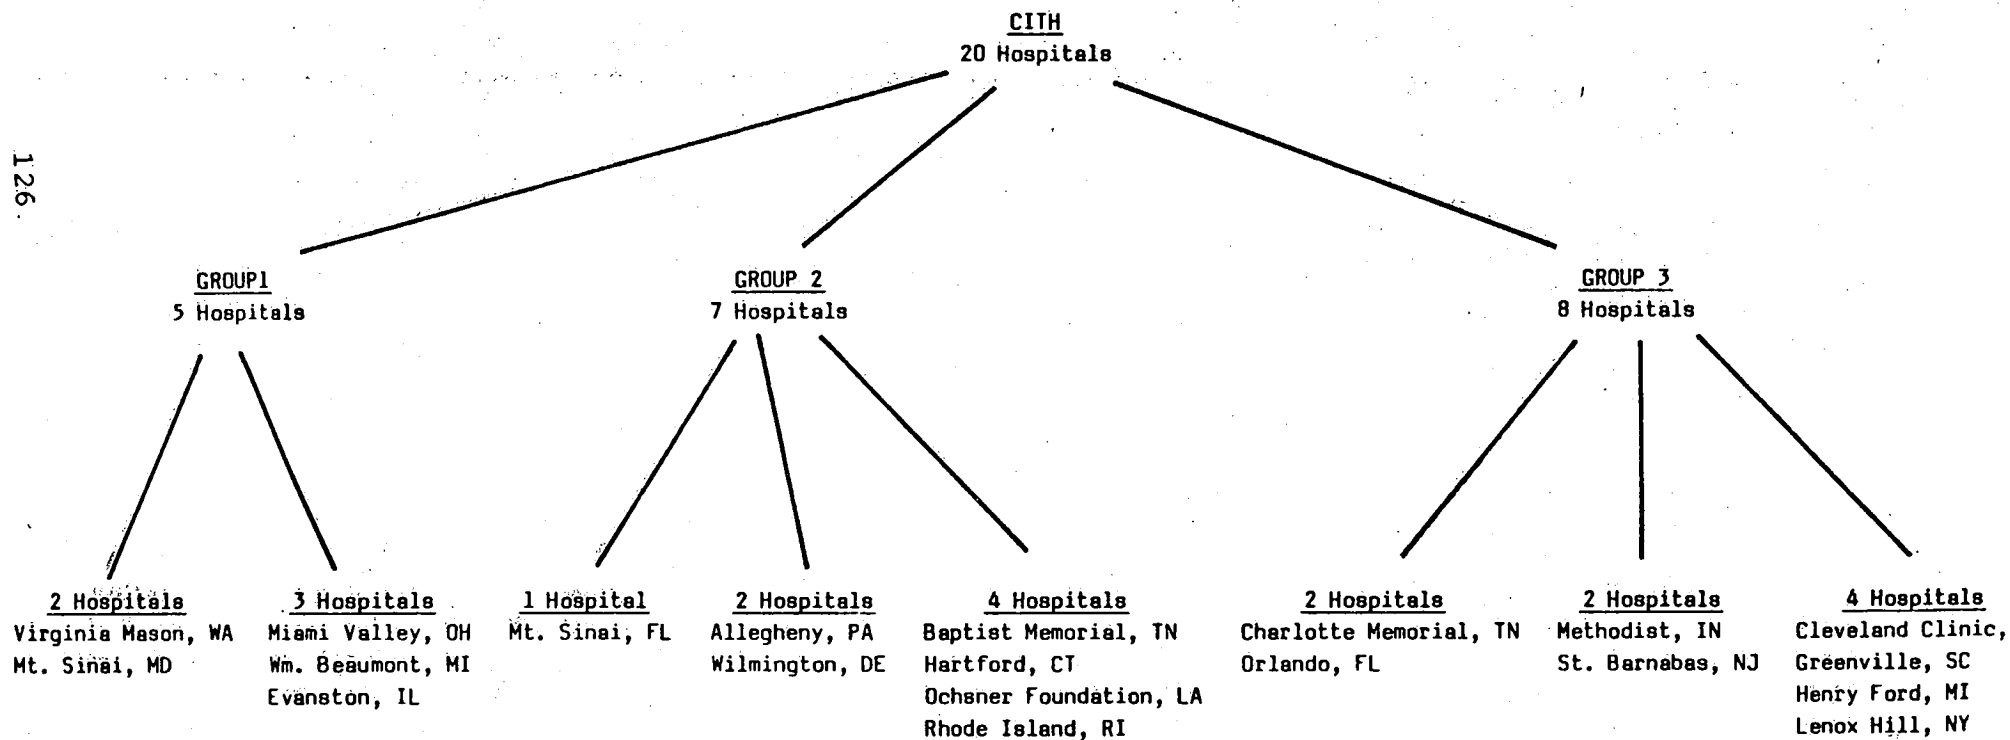 CITH
20 Hospitals
126.
GROUP1
5 Hospitals
GROUP 2
7 Hospitals
GROUP 3
8 Hospitals
2 Hospitals
Virginia Mason, WA
Mt. Sinai, MD
3 Hospitals
Miami Valley, OH
Wm. Beaumont, MI
Evanston, IL
1 Hospital
Mt. Sinai, FL
2 Hospitals
Allegheny, PA
Wilmington, DE
4 Hospitals
Baptist Memorial, TN
Hartford, CT
Ochsner Foundation, LA
Rhode Island, RI
2 Hospitals
Charlotte Memorial, TN
Orlando, FL
2 Hospitals
Methodist, IN
St. Barnabas, NJ
4 Hospitals
Cleveland Clinic,
Greenville, SC
Henry Ford, MI
Lenox Hill, NY